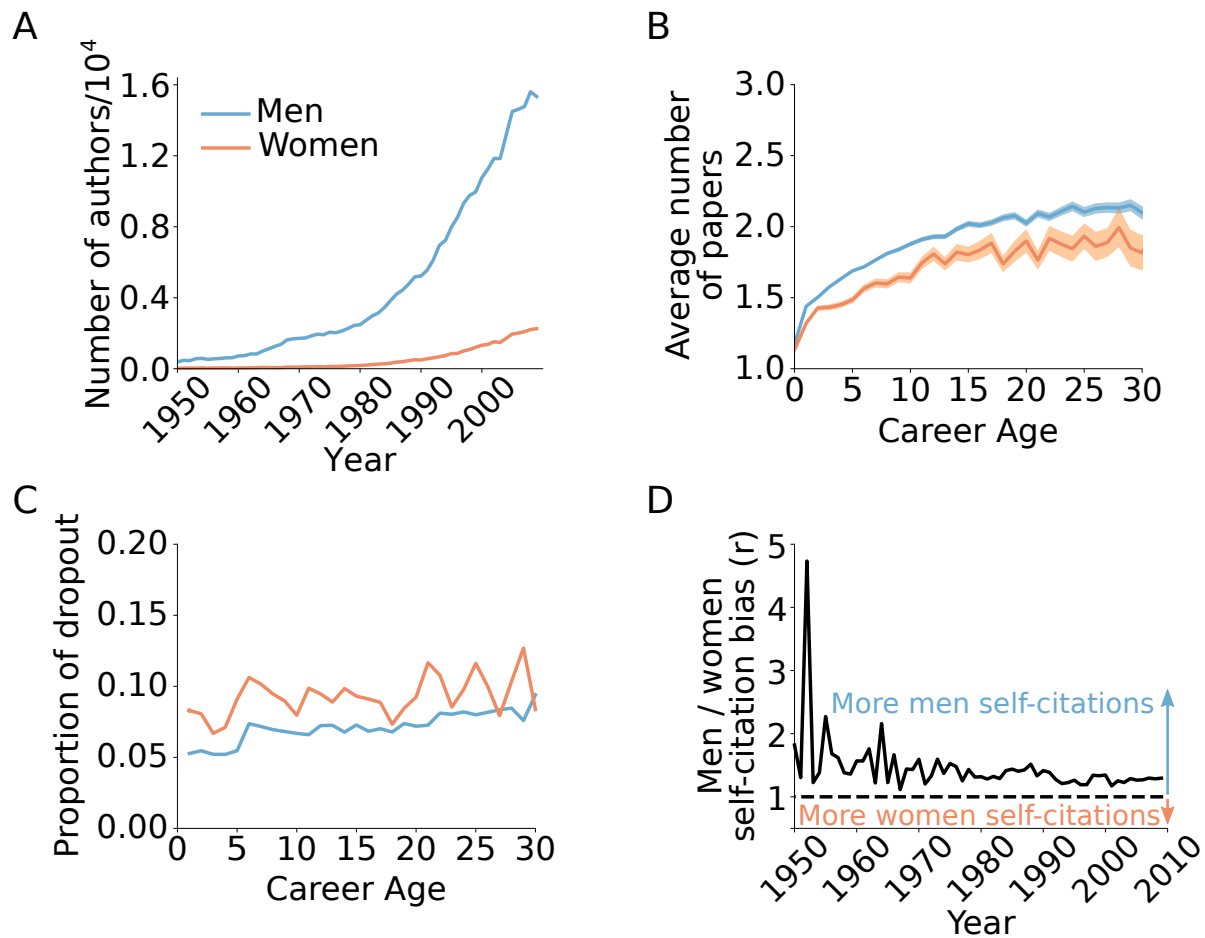 A
Number of authors/10⁴
1.6
1.2
0.8
0.4
0.0
Men
Women
1950
1960
1970
1980
1990
2000
Year
B
Average number
of papers
3.0
2.5
2.0
1.5
1.0
0
5
10
15
20
25
30
Career Age
C
Proportion of dropout
0.20
0.15
0.10
0.05
0.00
0
5
10
15
20
25
30
Career Age
D
Men / women
self-citation bias (r)
5
4
3
2
1
More men self-citations
More women self-citations
1950
1960
1970
1980
1990
2000
2010
Year